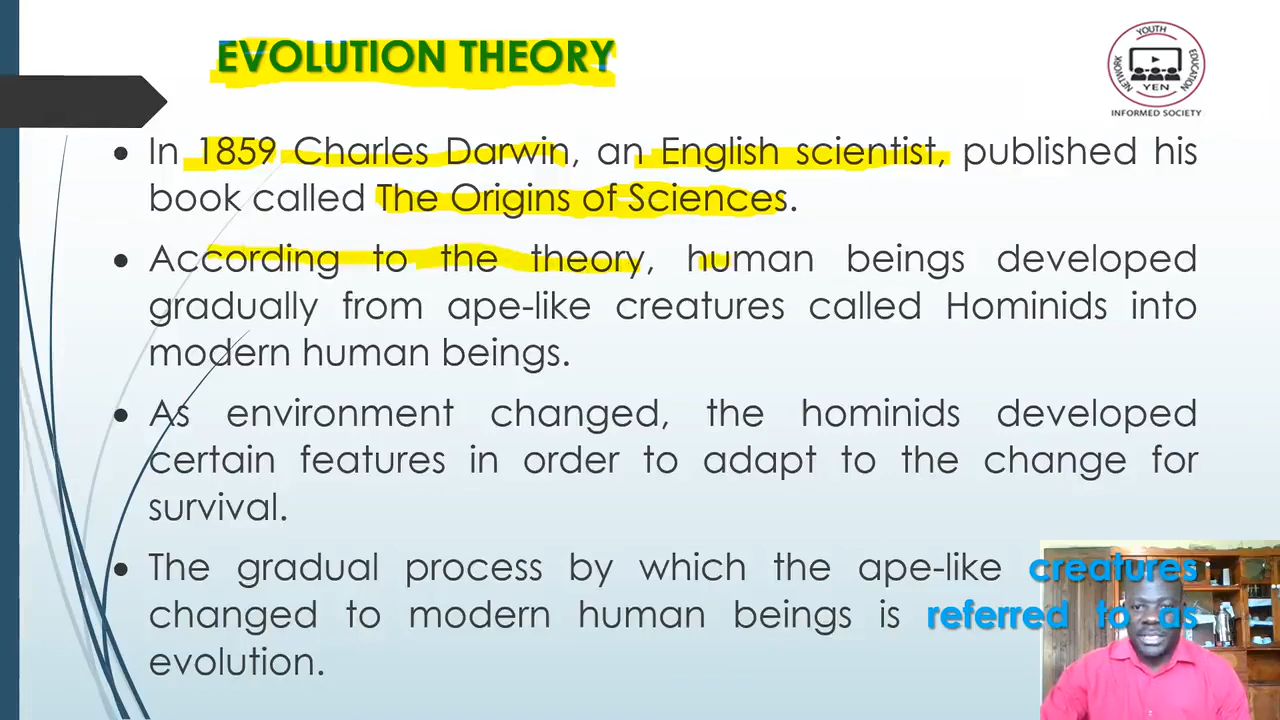 EVOLUTION THEORY
YOUTH
EDUCATION
NETWORK
YEN
INFORMED SOCIETY
• In 1859 Charles Darwin, an English scientist, published his
book called The Origins of Sciences.
• According to the theory, human beings developed
gradually from ape-like creatures called Hominids into
modern human beings.
• As environment changed, the hominids developed
certain features in order to adapt to the change for
survival.
• The gradual process by which the ape-like creatures
changed to modern human beings is referred to as
evolution.